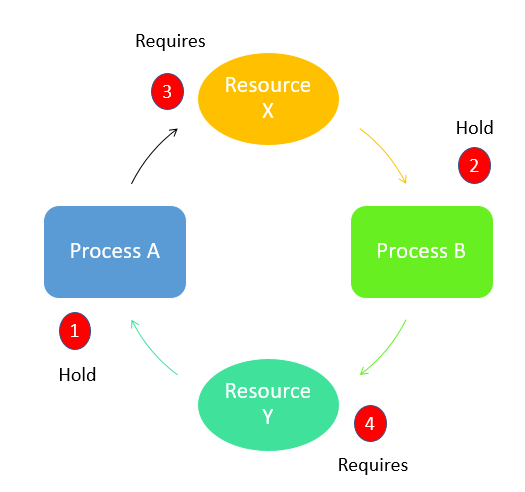 Requires
3
Resource
X
Hold
2
Process A
Process B
1
Hold
Resource
Y
4
Requires